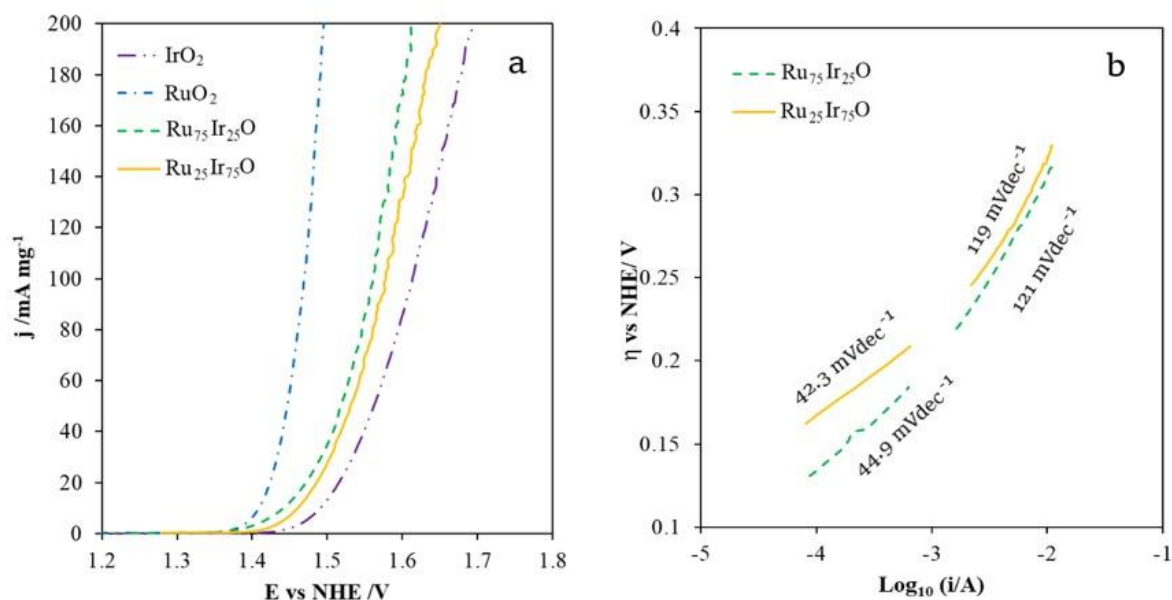 200
180
160
140
120
100
80
60
40
20
0
j /mA mg⁻¹
IrO₂
RuO₂
Ru₇₅Ir₂₅O
Ru₂₅Ir₇₅O
a
1.2 1.3 1.4 1.5 1.6 1.7 1.8
E vs NHE /V
0.4
0.35
0.3
0.25
0.2
0.15
0.1
η vs NHE/ V
Ru₇₅Ir₂₅O
Ru₂₅Ir₇₅O
b
119 mVdec⁻¹
121 mVdec⁻¹
42.3 mVdec⁻¹
44.9 mVdec⁻¹
-5 -4 -3 -2 -1
Log₁₀ (i/A)